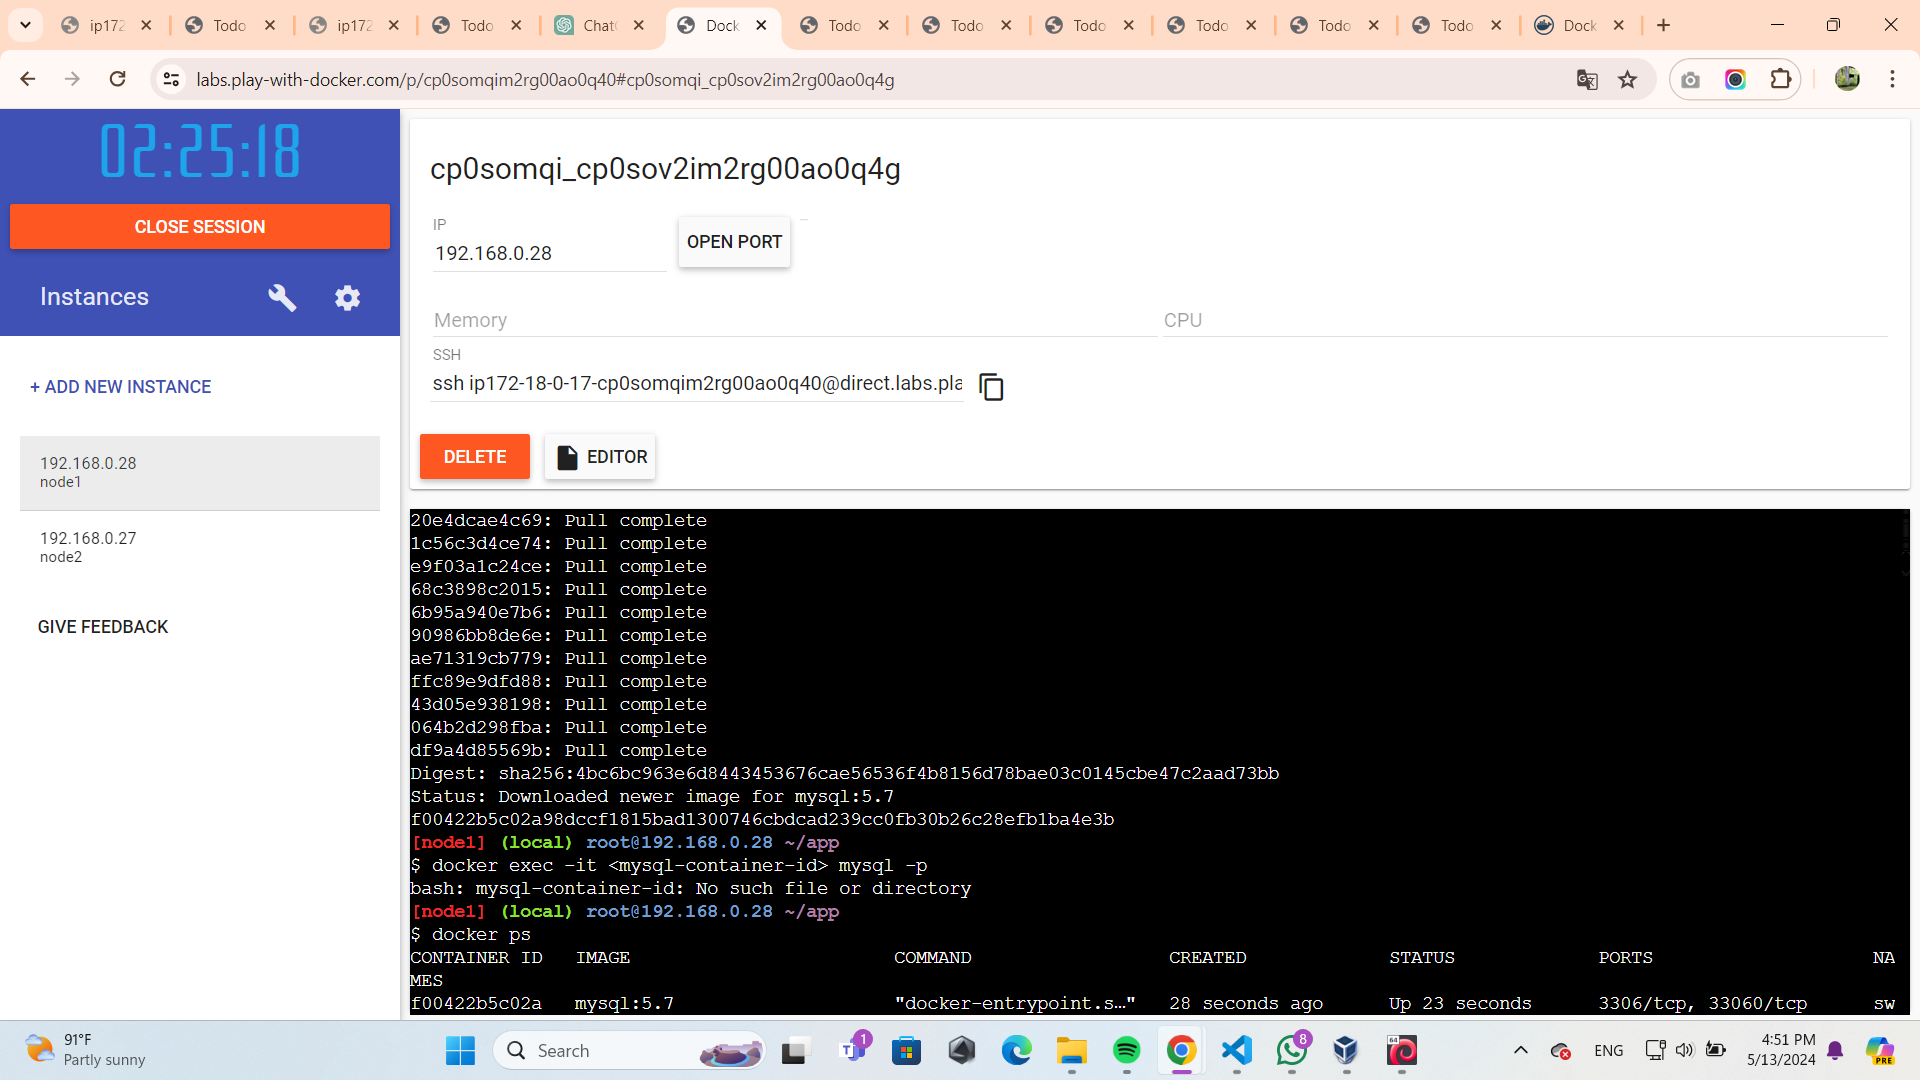 ip172
Todo
ip172
Todo
Chat
Dock
Todo
Todo
Todo
Todo
Todo
Todo
Dock
labs.play-with-docker.com/p/cp0somqim2rg00ao0q40#cp0somqi_cp0sov2im2rg00ao0q4g
02:25:18
CLOSE SESSION
Instances
+ ADD NEW INSTANCE
192.168.0.28
node1
192.168.0.27
node2
GIVE FEEDBACK
cp0somqi_cp0sov2im2rg00ao0q4g
IP
192.168.0.28
OPEN PORT
Memory
CPU
SSH
ssh ip172-18-0-17-cp0somqim2rg00ao0q40@direct.labs.pla
DELETE
EDITOR
20e4dcae4c69: Pull complete
1c56c3d4ce74: Pull complete
e9f03a1c24ce: Pull complete
68c3898c2015: Pull complete
6b95a940e7b6: Pull complete
90986bb8de6e: Pull complete
ae71319cb779: Pull complete
ffc89e9dfd88: Pull complete
43d05e938198: Pull complete
064b2d298fba: Pull complete
df9a4d85569b: Pull complete
Digest: sha256:4bc6bc963e6d8443453676cae56536f4b8156d78bae03c0145cbe47c2aad73bb
Status: Downloaded newer image for mysql:5.7
f00422b5c02a98dccf1815bad1300746cbdcad239cc0fb30b26c28efb1ba4e3b
[node1] (local) root@192.168.0.28 ~/app
$ docker exec -it <mysql-container-id> mysql -p
bash: mysql-container-id: No such file or directory
[node1] (local) root@192.168.0.28 ~/app
$ docker ps
CONTAINER ID IMAGE COMMAND CREATED STATUS PORTS NA
MES
f00422b5c02a mysql:5.7 "docker-entrypoint.s…" 28 seconds ago Up 23 seconds 3306/tcp, 33060/tcp sw
91°F
Partly sunny
Search
1
8
64
ENG
4:51 PM
5/13/2024
PRE